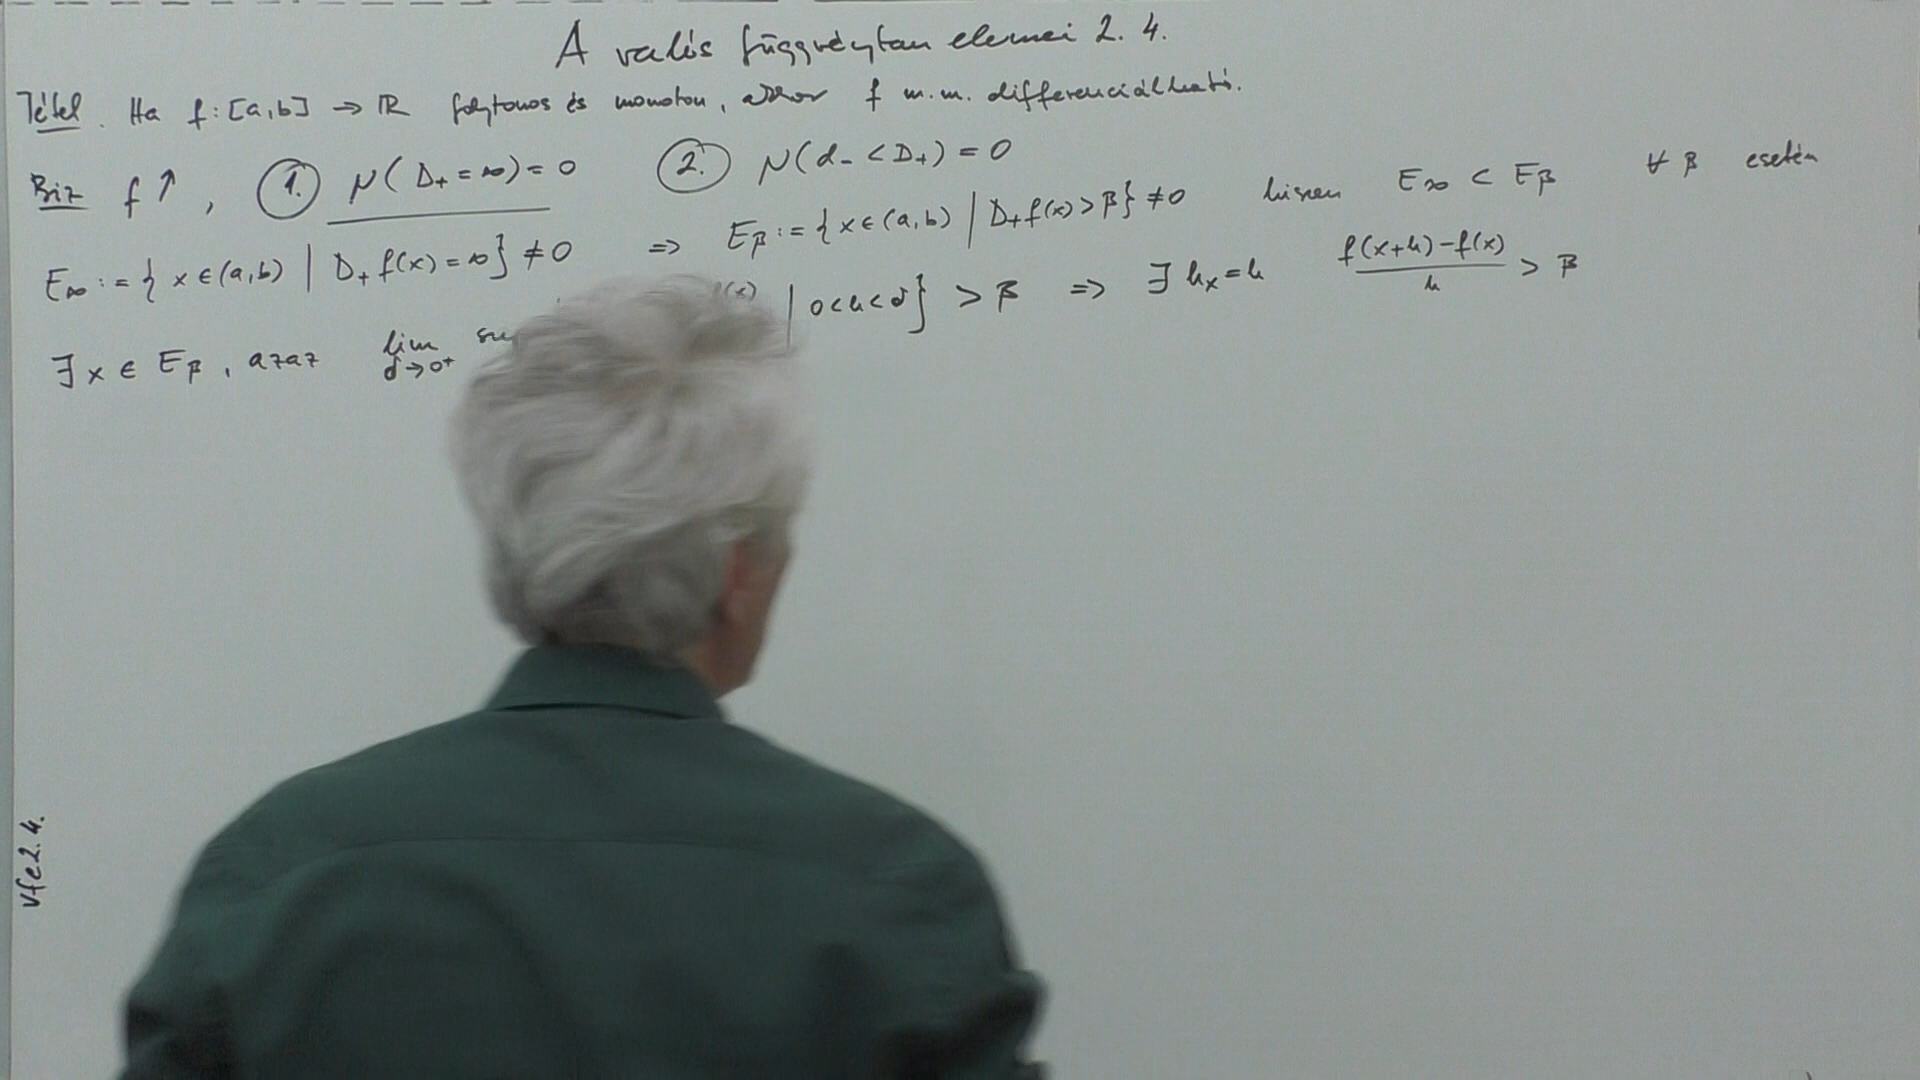 A valós függvénytan elemei 2. 4.
Tétel. Ha f: [a,b] → ℝ folytonos és monoton, akkor f m.m. differenciálható.
Biz f↑, 1. N(D₊ = ∞) = 0 2. N(d₋ < D₊) = 0
E∞ := { x ∈ (a,b) | D₊ f(x) = ∞ } ≠ 0 ⇒ Eβ := { x ∈ (a,b) | D₊ f(x) > β } ≠ 0 hiszen E∞ ⊂ Eβ ∀ β esetén
∃ x ∈ Eβ, azaz lim δ→0⁺ (x) | 0<h<δ } > β ⇒ ∃ hₓ = h (f(x+h) − f(x))/h > β
Vfe2.4.